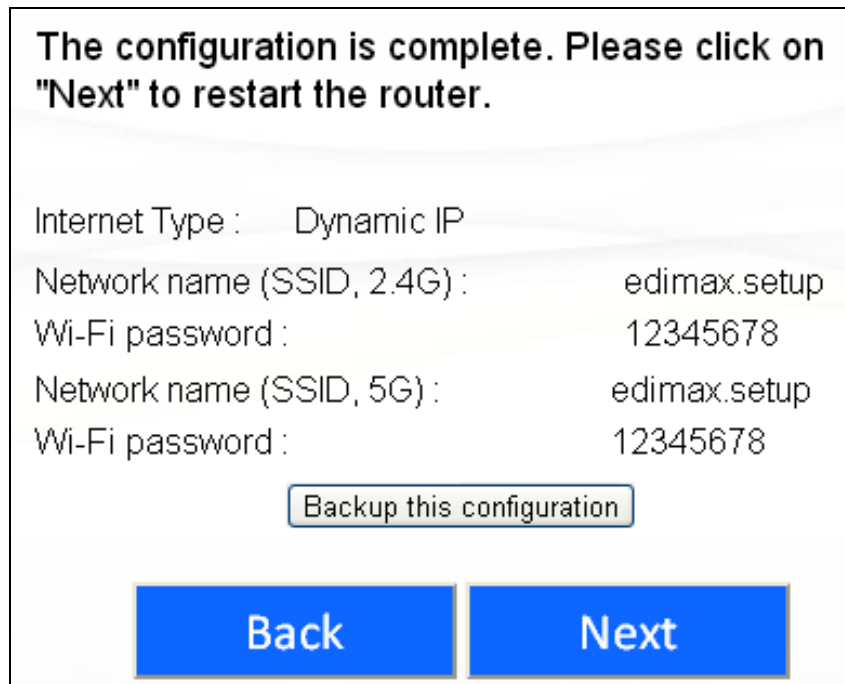 The configuration is complete. Please click on
"Next" to restart the router.
Internet Type : Dynamic IP
Network name (SSID, 2.4G) : edimax.setup
Wi-Fi password : 12345678
Network name (SSID, 5G) : edimax.setup
Wi-Fi password : 12345678
Backup this configuration
Back Next